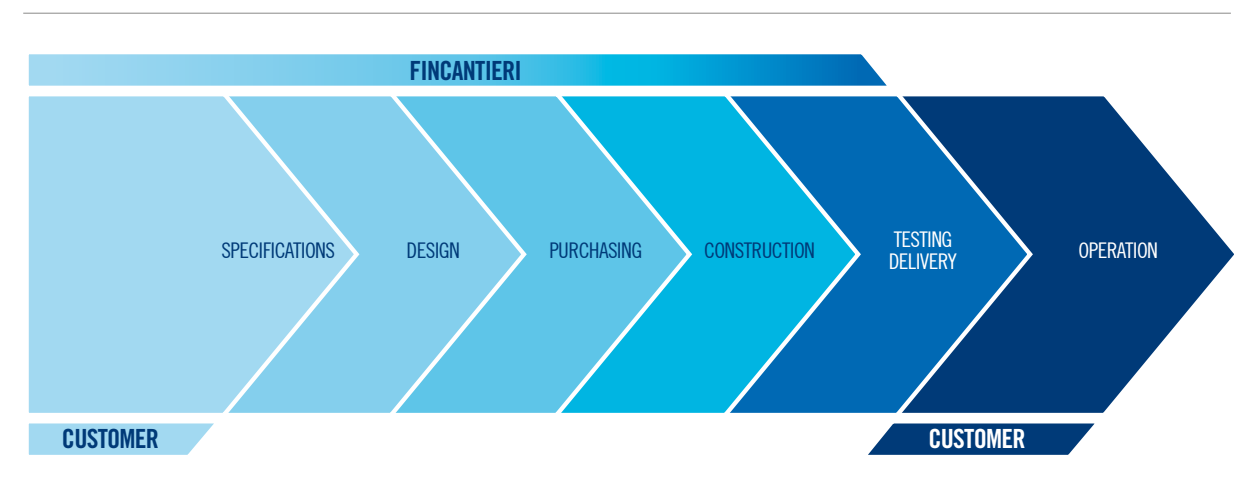 FINCANTIERI
SPECIFICATIONS
DESIGN
PURCHASING
CONSTRUCTION
TESTING
DELIVERY
OPERATION
CUSTOMER
CUSTOMER